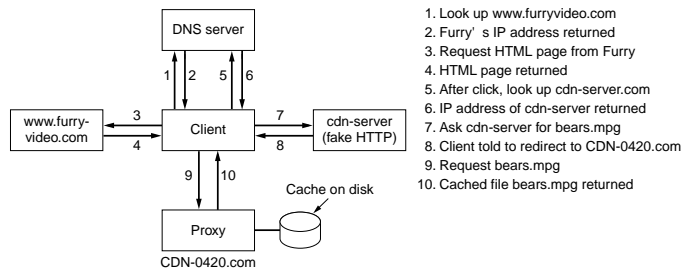 DNS server
1 2 5 6
www.furry-
video.com
3
4
Client
7
8
cdn-server
(fake HTTP)
9 10
Cache on disk
Proxy
CDN-0420.com
1. Look up www.furryvideo.com
2. Furry’ s IP address returned
3. Request HTML page from Furry
4. HTML page returned
5. After click, look up cdn-server.com
6. IP address of cdn-server returned
7. Ask cdn-server for bears.mpg
8. Client told to redirect to CDN-0420.com
9. Request bears.mpg
10. Cached file bears.mpg returned